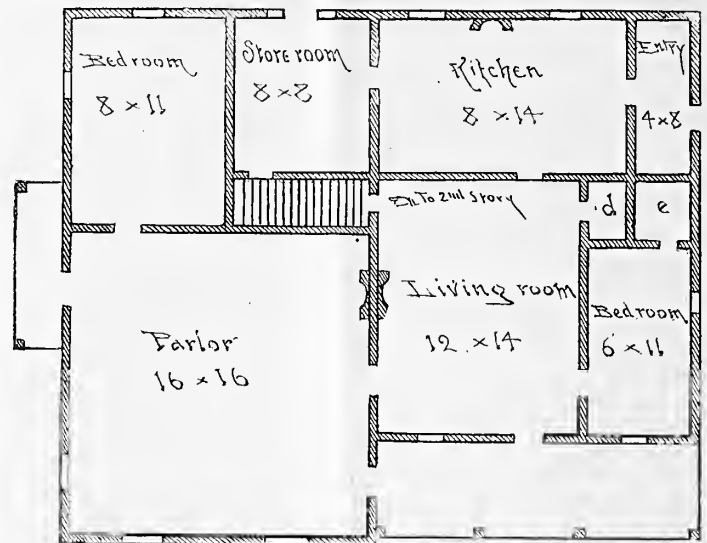 Bedroom
8 × 11
Store room
8 × 8
Kitchen
8 × 14
Entry
4 × 8
To 2nd Story
d
e
Living room
12 × 14
Bedroom
6 × 11
Parlor
16 × 16